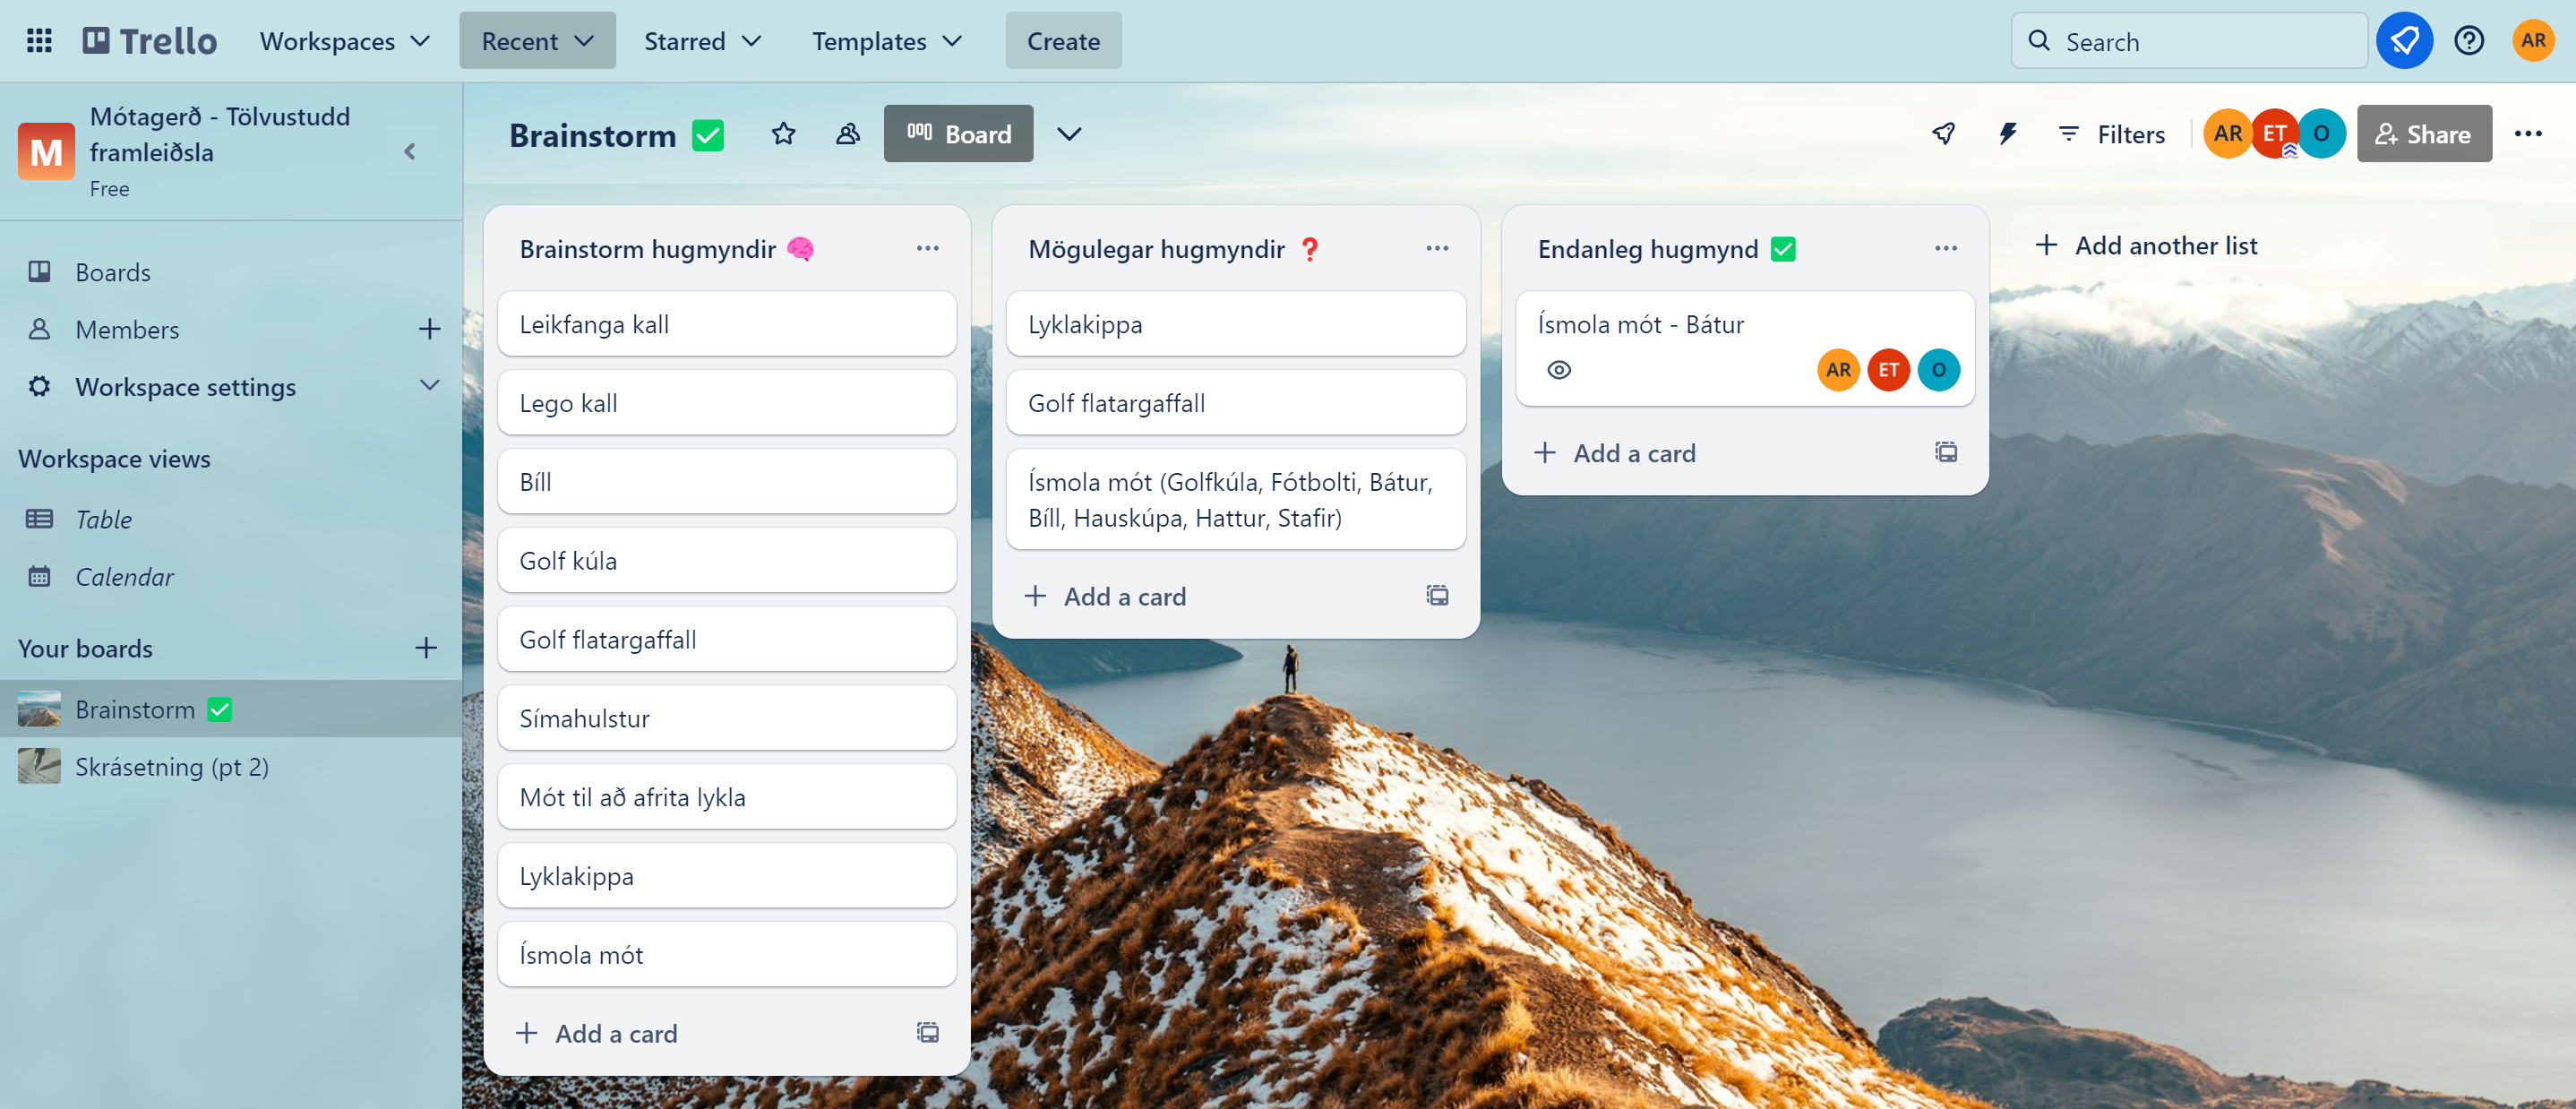 Trello
Workspaces
Recent
Starred
Templates
Create
Search
AR
M
Mótagerð - Tölvustudd
framleiðsla
Free
Boards
Members
Workspace settings
Workspace views
Table
Calendar
Your boards
Brainstorm ✅
Skrásetning (pt 2)
Brainstorm ✅
Board
Filters
AR
ET
O
Share
Brainstorm hugmyndir 🧠
Leikfanga kall
Lego kall
Bíll
Golf kúla
Golf flatargaffall
Símahulstur
Mót til að afrita lykla
Lyklakippa
Ísmola mót
Add a card
Mögulegar hugmyndir ❓
Lyklakippa
Golf flatargaffall
Ísmola mót (Golfkúla, Fótbolti, Bátur,
Bíll, Hauskúpa, Hattur, Stafir)
Add a card
Endanleg hugmynd ✅
Ísmola mót - Bátur
AR
ET
O
Add a card
Add another list